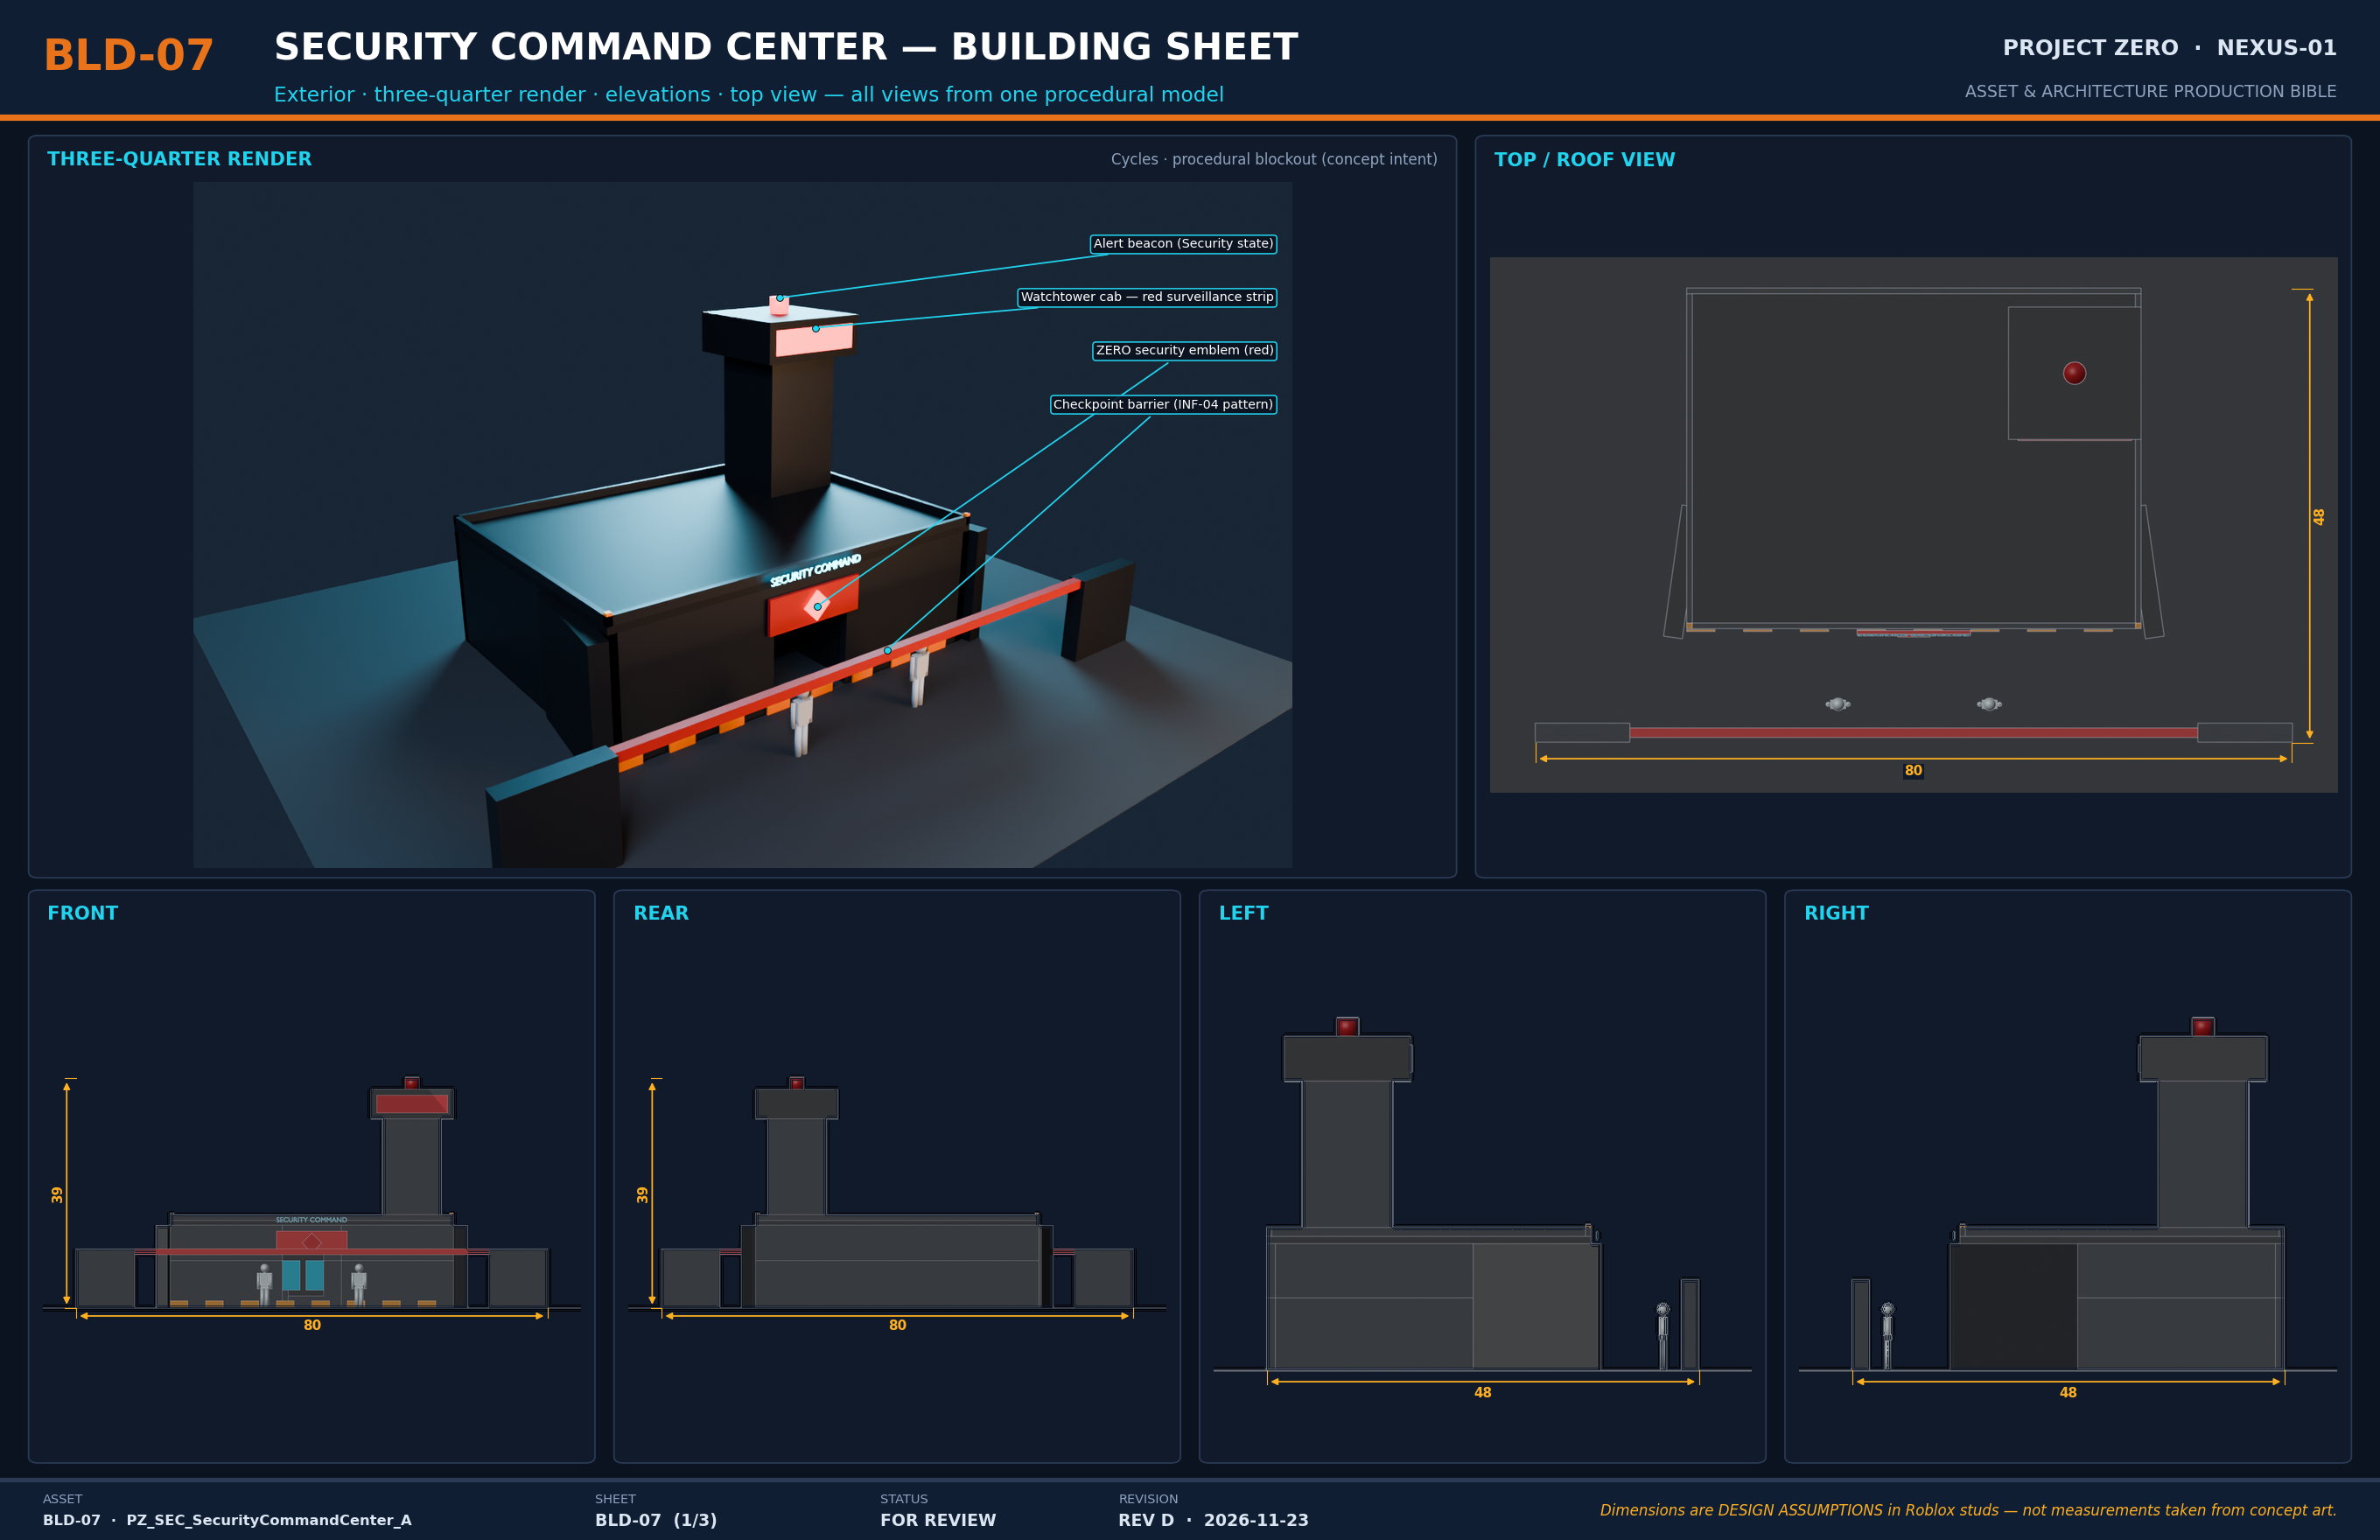 BLD-07
SECURITY COMMAND CENTER — BUILDING SHEET
Exterior · three-quarter render · elevations · top view — all views from one procedural model
PROJECT ZERO · NEXUS-01
ASSET & ARCHITECTURE PRODUCTION BIBLE
THREE-QUARTER RENDER
Cycles · procedural blockout (concept intent)
Alert beacon (Security state)
Watchtower cab — red surveillance strip
ZERO security emblem (red)
Checkpoint barrier (INF-04 pattern)
SECURITY COMMAND
TOP / ROOF VIEW
48
80
FRONT
39
SECURITY COMMAND
80
REAR
39
80
LEFT
48
RIGHT
48
ASSET
BLD-07 · PZ_SEC_SecurityCommandCenter_A
SHEET
BLD-07 (1/3)
STATUS
FOR REVIEW
REVISION
REV D · 2026-11-23
Dimensions are DESIGN ASSUMPTIONS in Roblox studs — not measurements taken from concept art.